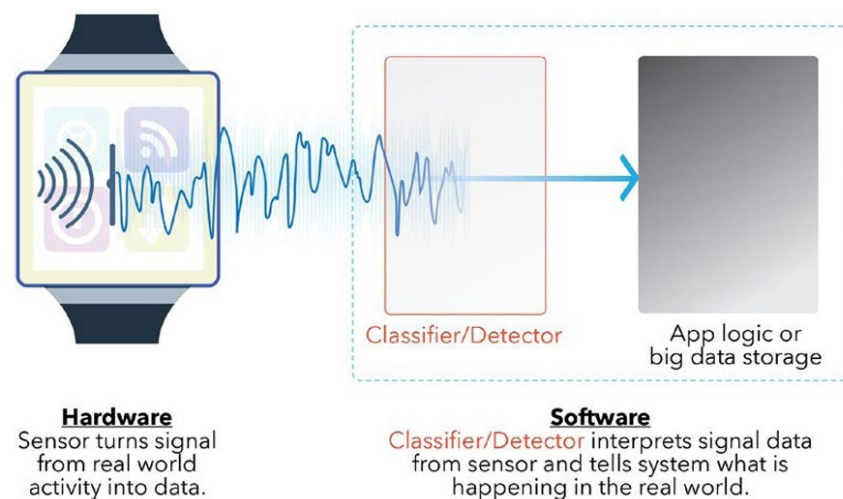 Classifier/Detector
App logic or
big data storage
Hardware
Sensor turns signal
from real world
activity into data.
Software
Classifier/Detector interprets signal data
from sensor and tells system what is
happening in the real world.